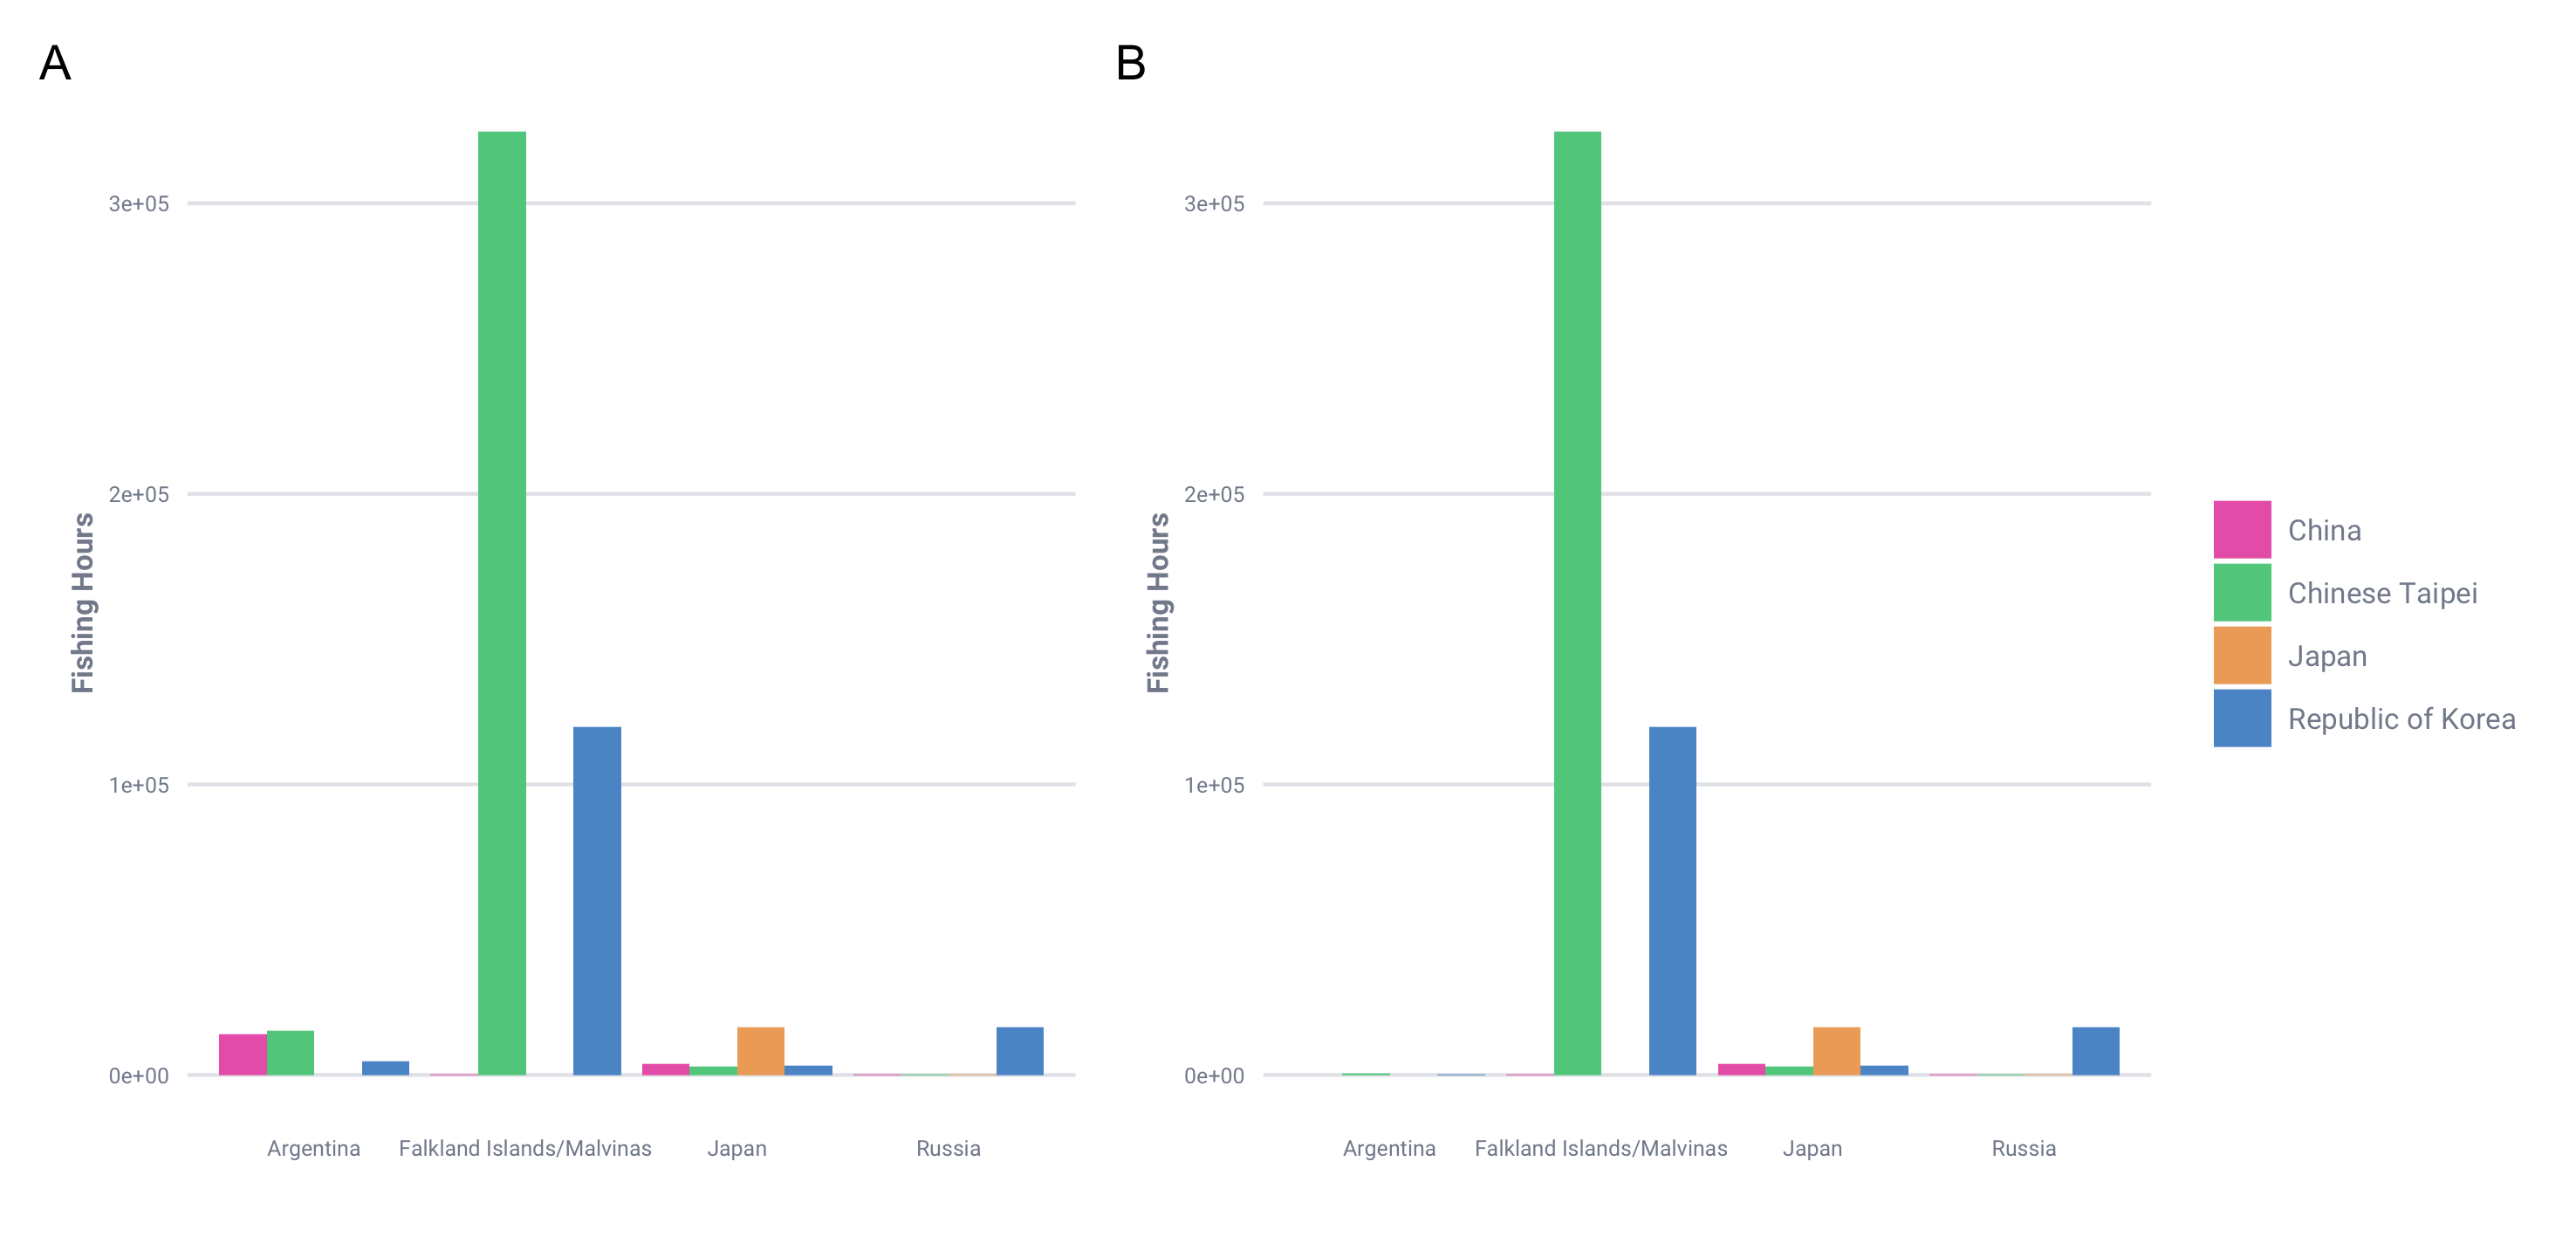 A
Fishing Hours
3e+05
2e+05
1e+05
0e+00
Argentina
Falkland Islands/Malvinas
Japan
Russia
B
Fishing Hours
3e+05
2e+05
1e+05
0e+00
Argentina
Falkland Islands/Malvinas
Japan
Russia
China
Chinese Taipei
Japan
Republic of Korea